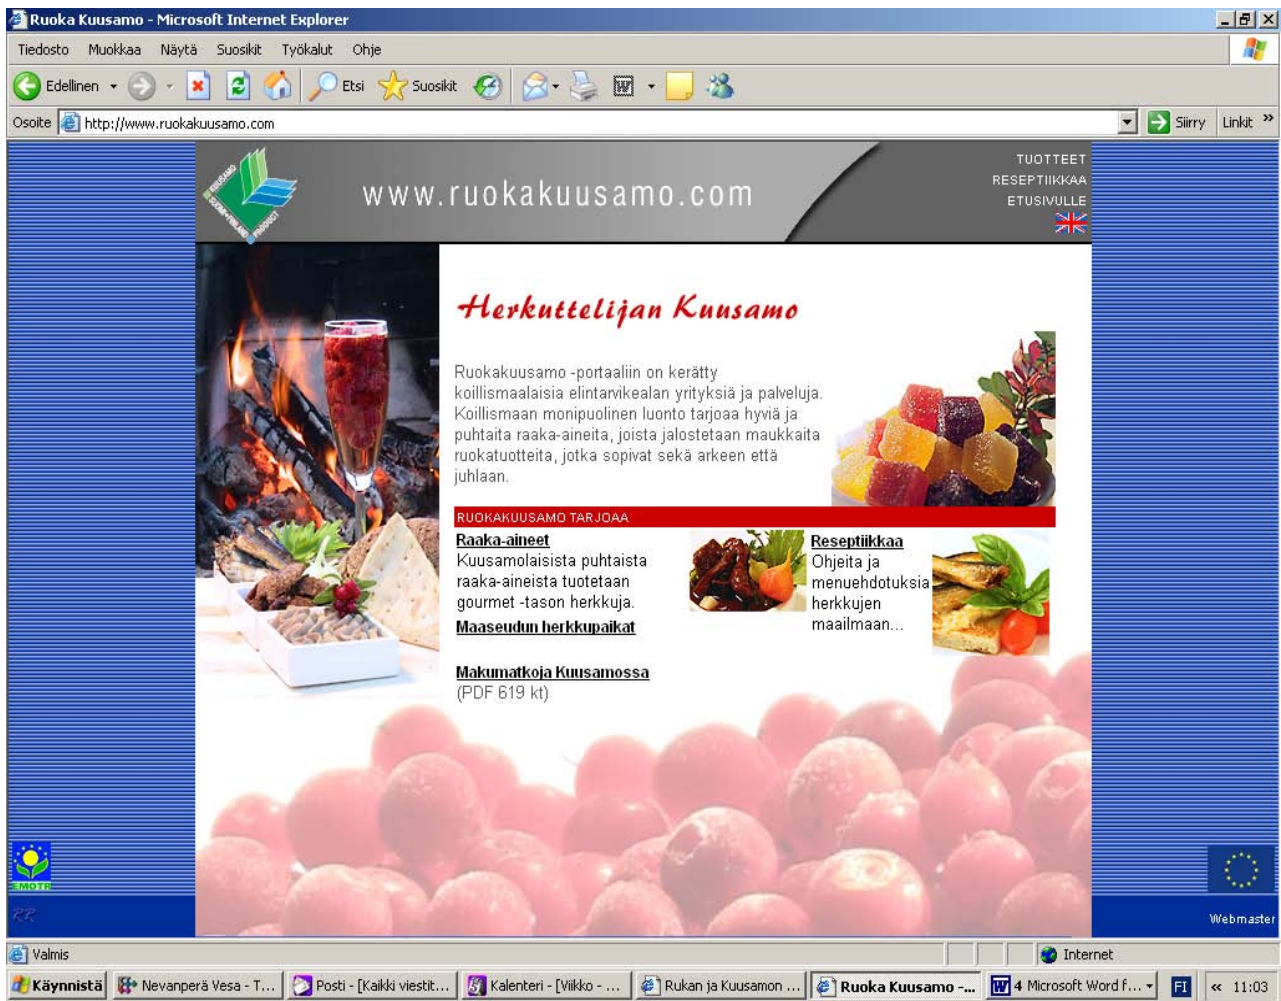 Ruoka Kuusamo - Microsoft Internet Explorer
Tiedosto Muokkaa Näytä Suosikit Työkalut Ohje
Edellinen Etsi Suosikit
Osoite http://www.ruokakuusamo.com Siirry Linkit »
KUUSAMO
SUOMI-FINLAND
PRODUCT
www.ruokakuusamo.com
TUOTTEET
RESEPTIIKKAA
ETUSIVULLE
Herkuttelijan Kuusamo
Ruokakuusamo -portaaliin on kerätty
koillismaalaisia elintarvikealan yrityksiä ja palveluja.
Koillismaan monipuolinen luonto tarjoaa hyviä ja
puhtaita raaka-aineita, joista jalostetaan maukkaita
ruokatuotteita, jotka sopivat sekä arkeen että
juhlaan.
RUOKAKUUSAMO TARJOAA
Raaka-aineet
Kuusamolaisista puhtaista
raaka-aineista tuotetaan
gourmet -tason herkkuja.
Maaseudun herkkupaikat
Makumatkoja Kuusamossa
(PDF 619 kt)
Reseptiikkaa
Ohjeita ja
menuehdotuksia
herkkujen
maailmaan...
EMOTR
RR
Webmaster
Valmis Internet
Käynnistä Nevanperä Vesa - T... Posti - [Kaikki viestit... Kalenteri - [Viikko - ... Rukan ja Kuusamon ... Ruoka Kuusamo -... 4 Microsoft Word f... FI « 11:03